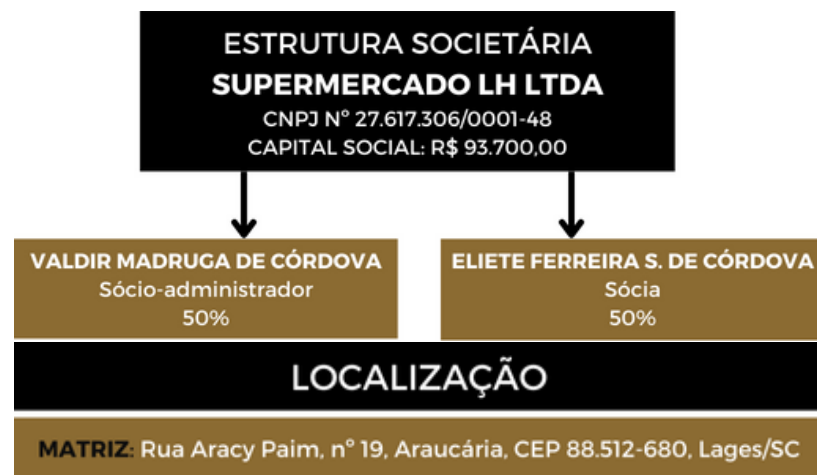 ESTRUTURA SOCIETÁRIA
SUPERMERCADO LH LTDA
CNPJ Nº 27.617.306/0001-48
CAPITAL SOCIAL: R$ 93.700,00
VALDIR MADRUGA DE CÓRDOVA
Sócio-administrador
50%
ELIETE FERREIRA S. DE CÓRDOVA
Sócia
50%
LOCALIZAÇÃO
MATRIZ: Rua Aracy Paim, nº 19, Araucária, CEP 88.512-680, Lages/SC